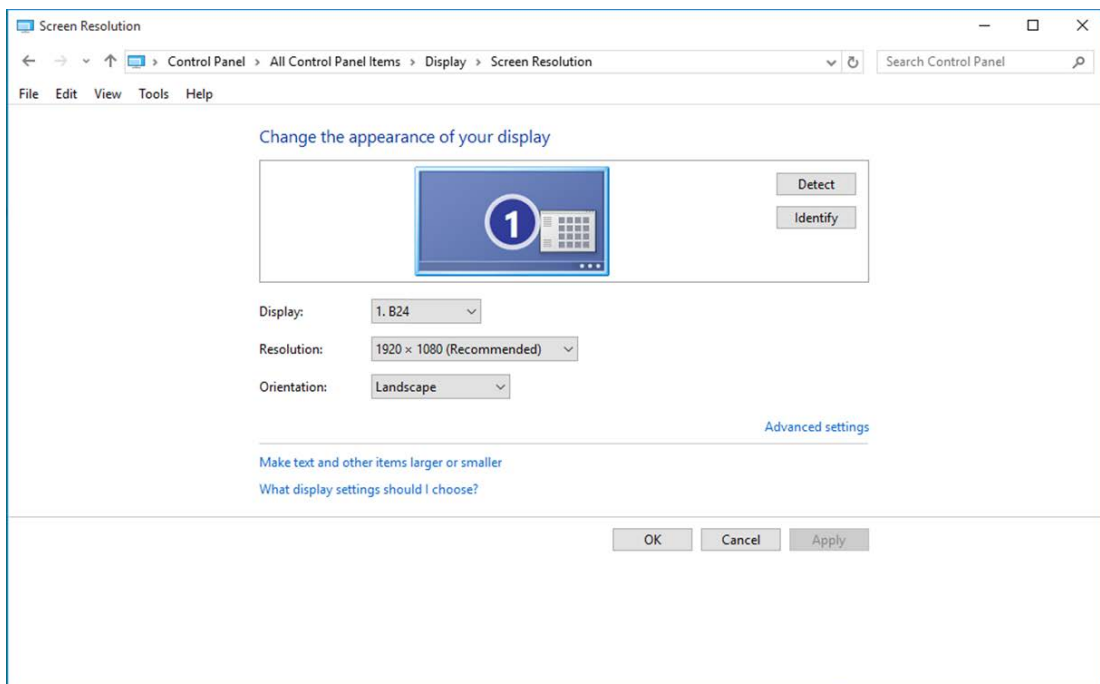 Screen Resolution
Control Panel > All Control Panel Items > Display > Screen Resolution
Search Control Panel
File Edit View Tools Help
Change the appearance of your display
1
Detect
Identify
Display: 1. B24
Resolution: 1920 × 1080 (Recommended)
Orientation: Landscape
Advanced settings
Make text and other items larger or smaller
What display settings should I choose?
OK Cancel Apply